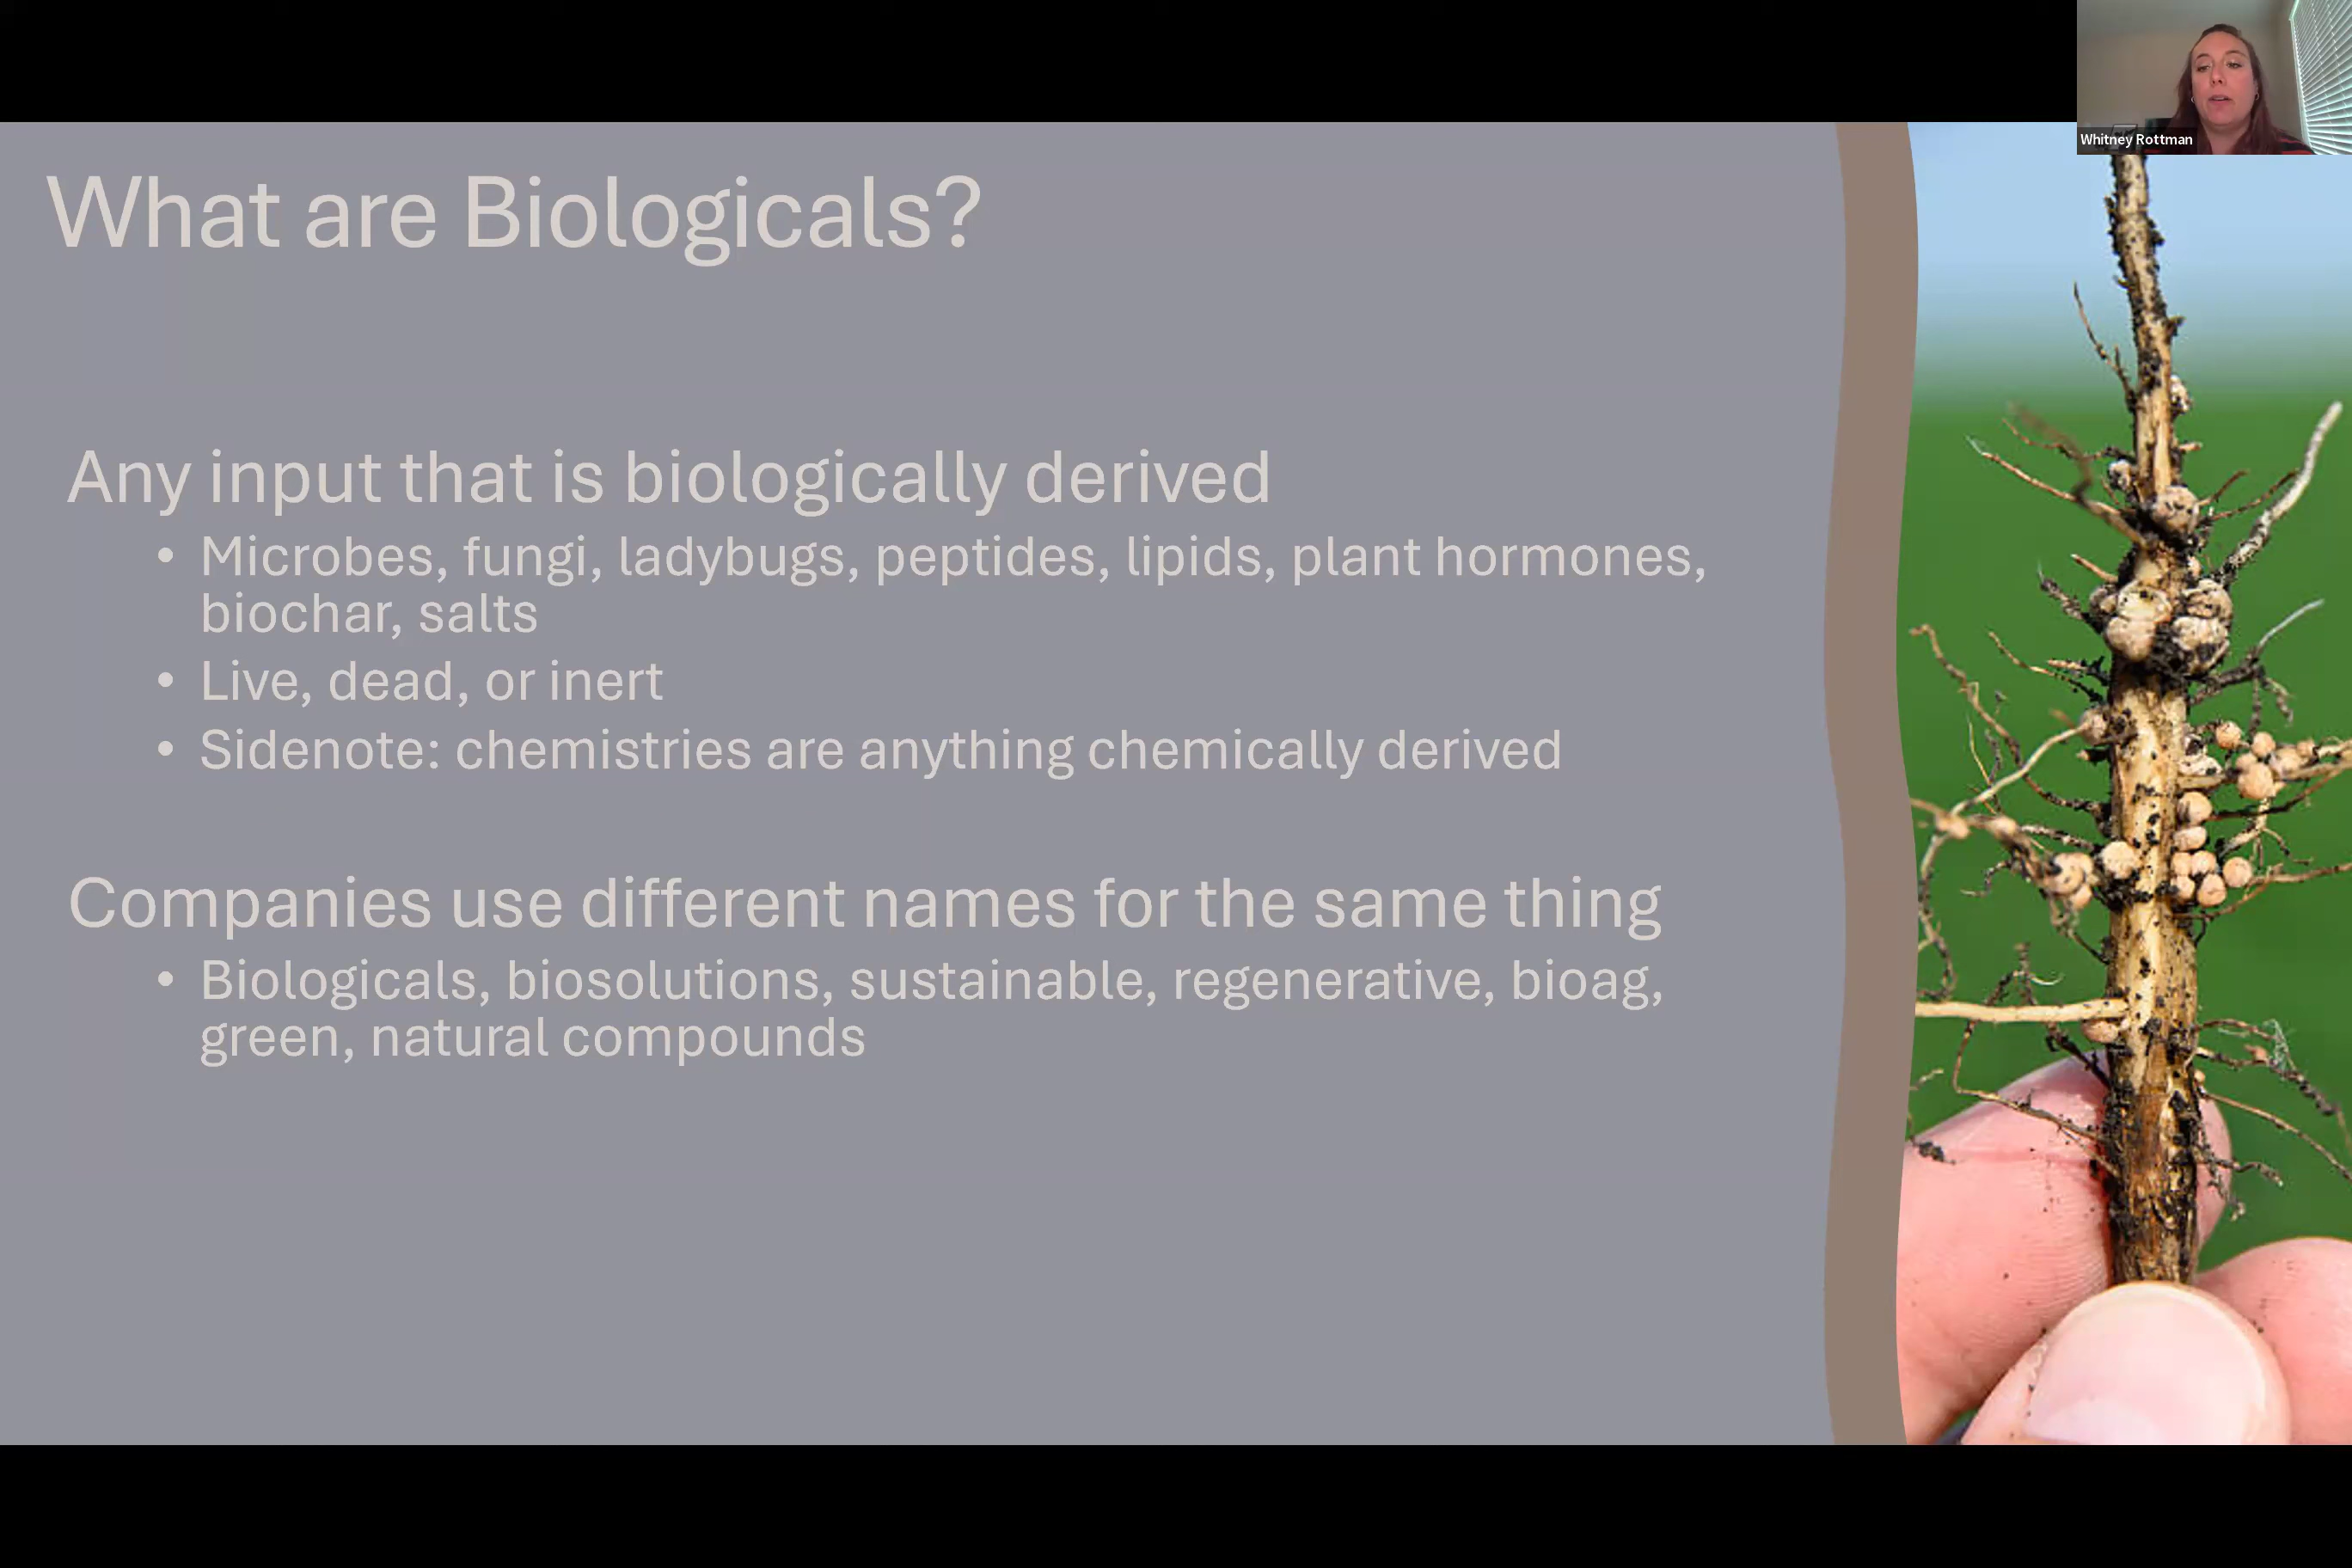 Whitney Rottman
What are Biologicals?
Any input that is biologically derived
• Microbes, fungi, ladybugs, peptides, lipids, plant hormones,
biochar, salts
• Live, dead, or inert
• Sidenote: chemistries are anything chemically derived
Companies use different names for the same thing
• Biologicals, biosolutions, sustainable, regenerative, bioag,
green, natural compounds